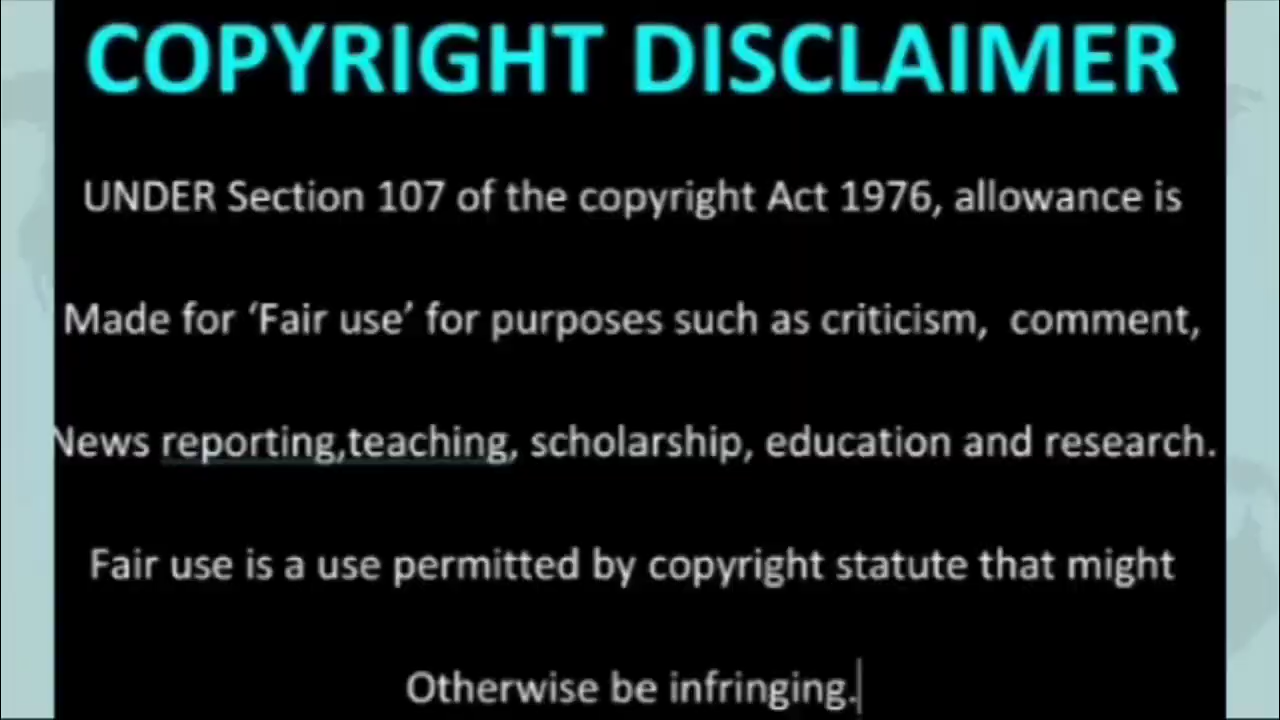 COPYRIGHT DISCLAIMER
UNDER Section 107 of the copyright Act 1976, allowance is
Made for ‘Fair use’ for purposes such as criticism,  comment,
News reporting,teaching, scholarship, education and research.
Fair use is a use permitted by copyright statute that might
Otherwise be infringing.